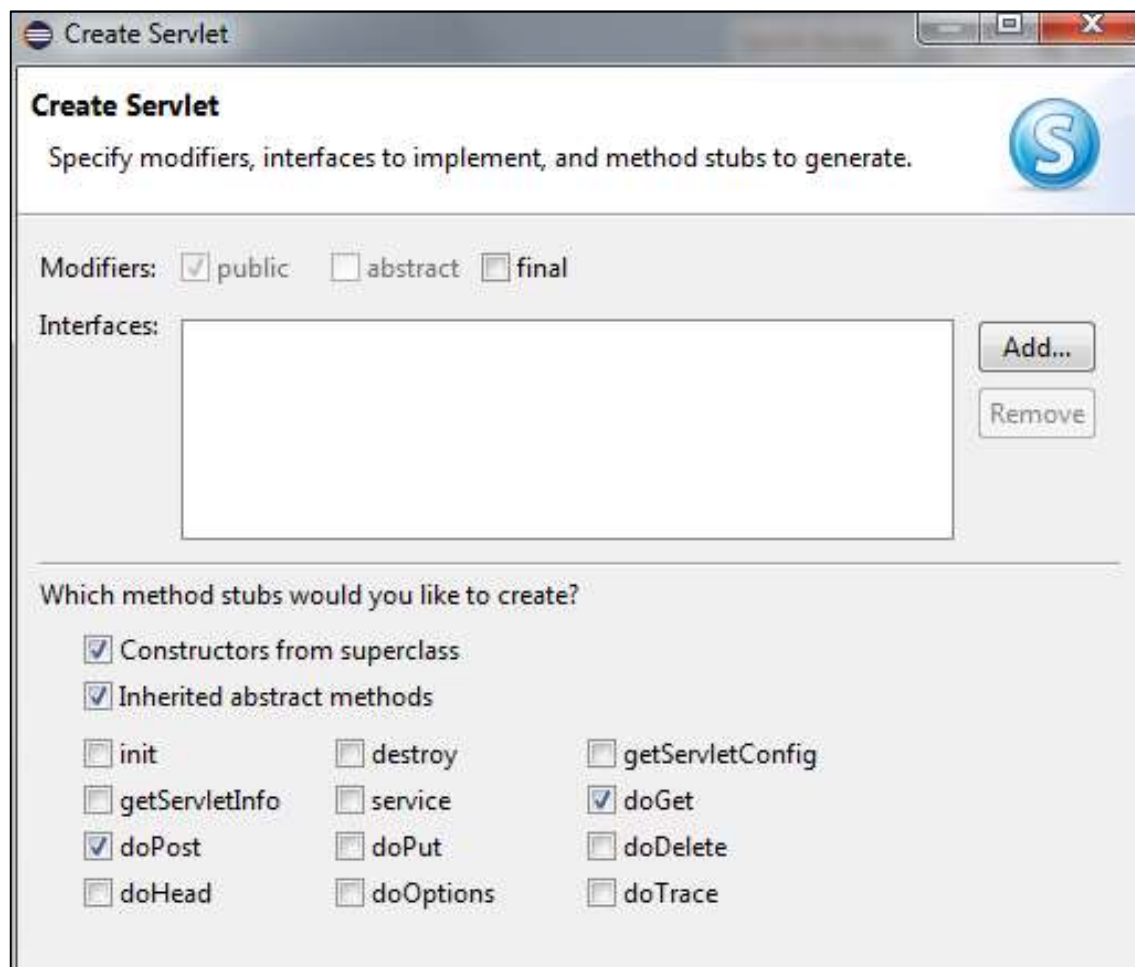 Create Servlet
Create Servlet
Specify modifiers, interfaces to implement, and method stubs to generate.
Modifiers: public abstract final
Interfaces:
Add...
Remove
Which method stubs would you like to create?
Constructors from superclass
Inherited abstract methods
init destroy getServletConfig
getServletInfo service doGet
doPost doPut doDelete
doHead doOptions doTrace